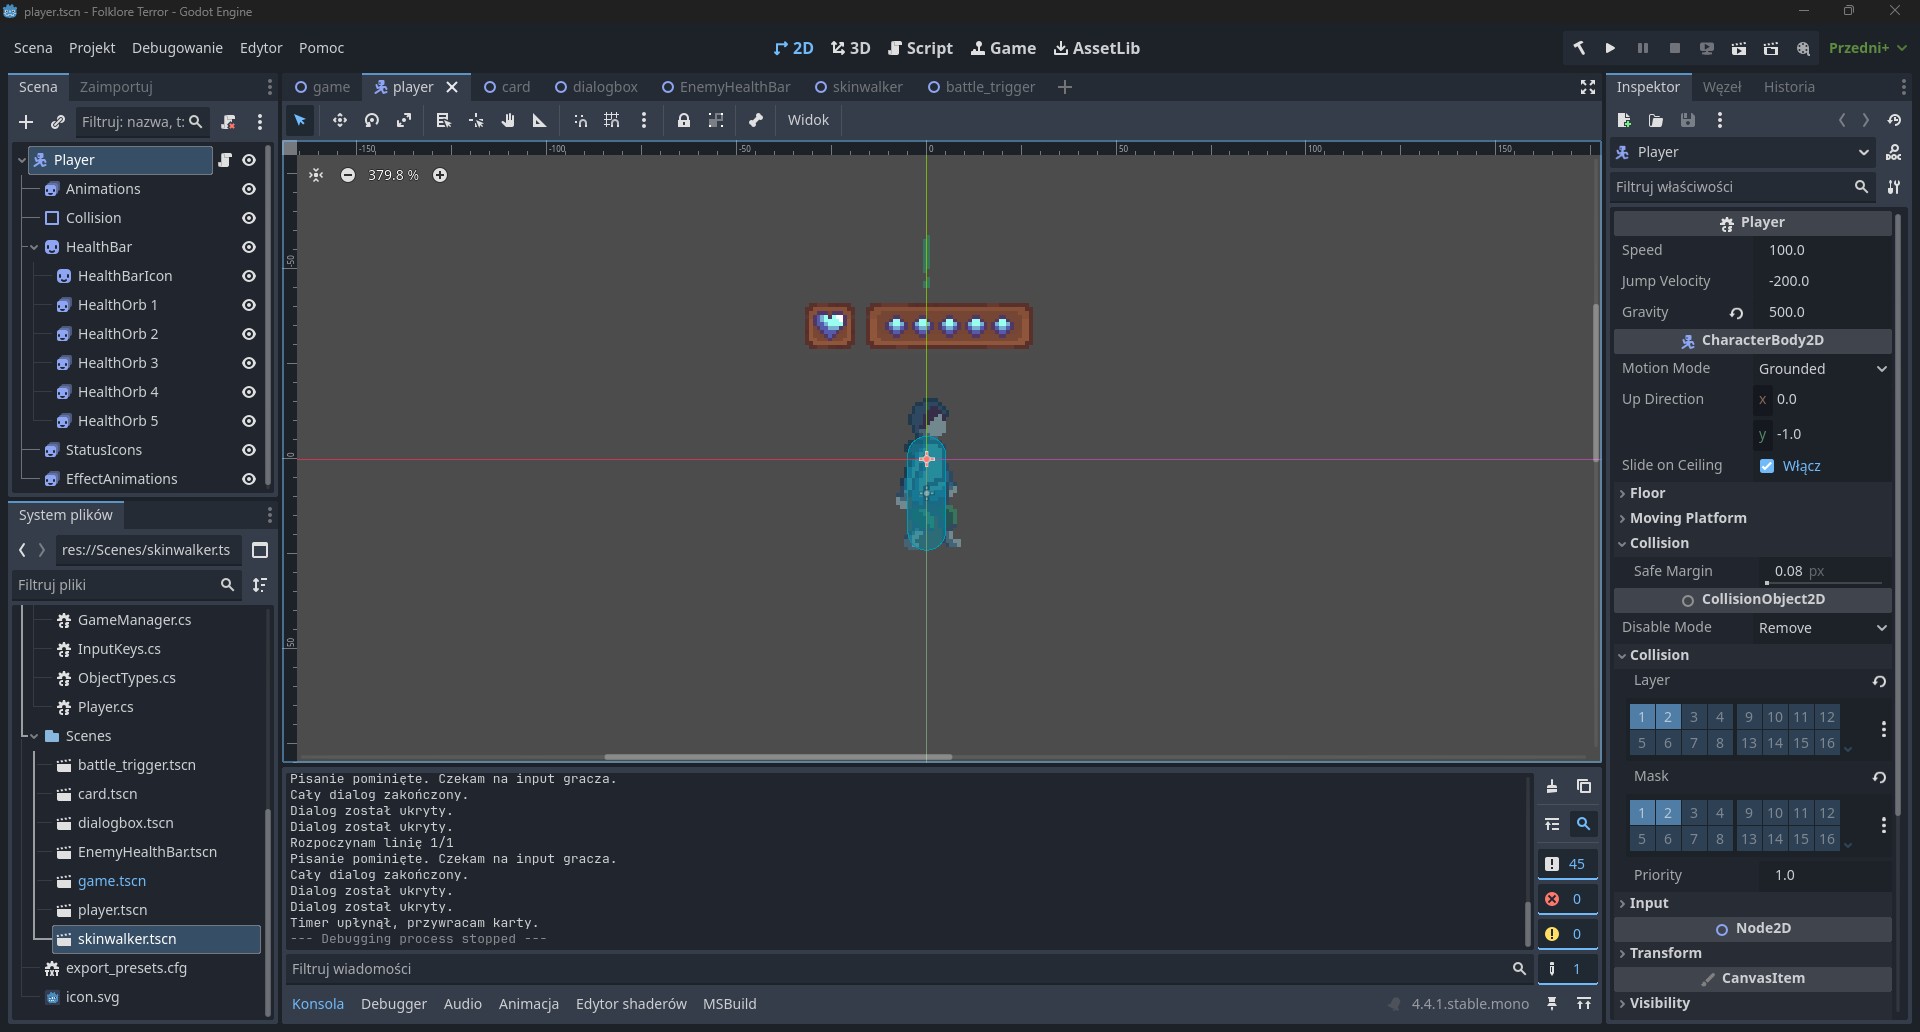 player.tscn - Folklore Terror - Godot Engine
Scena Projekt Debugowanie Edytor Pomoc
2D 3D Script Game AssetLib
Przedni+
Scena Zaimportuj
Filtruj: nazwa, t:
Player
Animations
Collision
HealthBar
HealthBarIcon
HealthOrb 1
HealthOrb 2
HealthOrb 3
HealthOrb 4
HealthOrb 5
StatusIcons
EffectAnimations
System plików
res://Scenes/skinwalker.ts
Filtruj pliki
GameManager.cs
InputKeys.cs
ObjectTypes.cs
Player.cs
Scenes
battle_trigger.tscn
card.tscn
dialogbox.tscn
EnemyHealthBar.tscn
game.tscn
player.tscn
skinwalker.tscn
export_presets.cfg
icon.svg
game player card dialogbox EnemyHealthBar skinwalker battle_trigger
Widok
-150 -100 -50 0 50 100 150
379.8 %
-50
0
50
Pisanie pominięte. Czekam na input gracza.
Cały dialog zakończony.
Dialog został ukryty.
Dialog został ukryty.
Rozpoczynam linię 1/1
Pisanie pominięte. Czekam na input gracza.
Cały dialog zakończony.
Dialog został ukryty.
Dialog został ukryty.
Timer upłynął, przywracam karty.
--- Debugging process stopped ---
45
0
0
1
Filtruj wiadomości
Konsola Debugger Audio Animacja Edytor shaderów MSBuild
4.4.1.stable.mono
Inspektor Węzeł Historia
Player
Filtruj właściwości
Player
Speed 100.0
Jump Velocity -200.0
Gravity 500.0
CharacterBody2D
Motion Mode Grounded
Up Direction x 0.0
y -1.0
Slide on Ceiling Włącz
Floor
Moving Platform
Collision
Safe Margin 0.08 px
CollisionObject2D
Disable Mode Remove
Collision
Layer
1 2 3 4 9 10 11 12
5 6 7 8 13 14 15 16
Mask
1 2 3 4 9 10 11 12
5 6 7 8 13 14 15 16
Priority 1.0
Input
Node2D
Transform
CanvasItem
Visibility